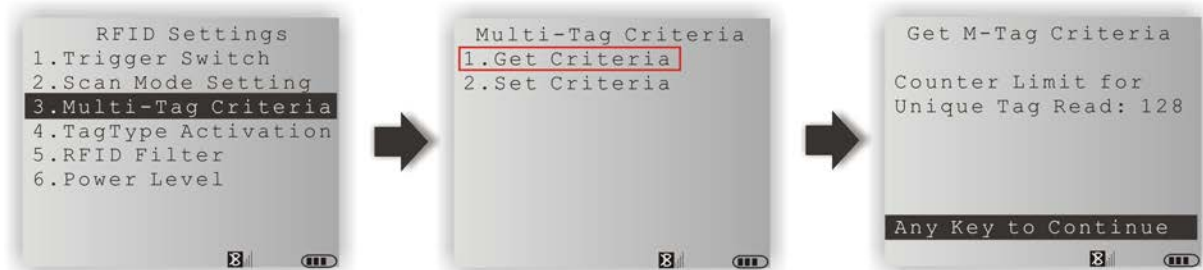 RFID Settings
1.Trigger Switch
2.Scan Mode Setting
3.Multi-Tag Criteria
4.TagType Activation
5.RFID Filter
6.Power Level
Multi-Tag Criteria
1.Get Criteria
2.Set Criteria
Get M-Tag Criteria
Counter Limit for
Unique Tag Read: 128
Any Key to Continue